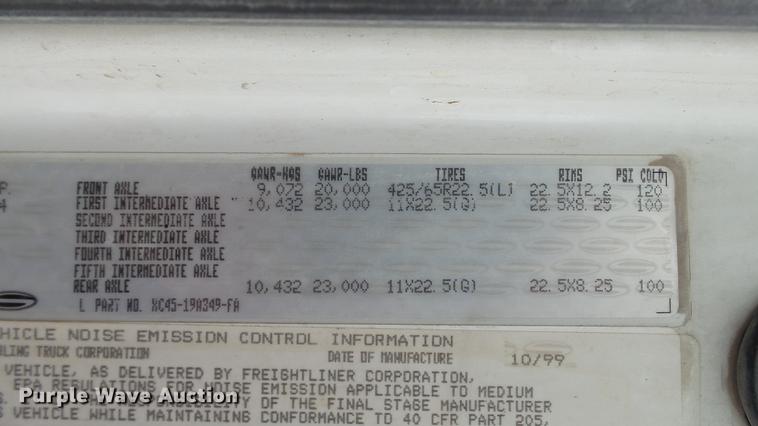 GAWR-KGS GAWR-LBS TIRES RIMS PSI COLD
FRONT AXLE 9,072 20,000 425/65R22.5(L) 22.5X12.2 120
4 FIRST INTERMEDIATE AXLE 10,432 23,000 11X22.5(G) 22.5X8.25 100
SECOND INTERMEDIATE AXLE
THIRD INTERMEDIATE AXLE
FOURTH INTERMEDIATE AXLE
FIFTH INTERMEDIATE AXLE
REAR AXLE 10,432 23,000 11X22.5(G) 22.5X8.25 100
L PART NO. XC45-19A349-FA
EHICLE NOISE EMISSION CONTROL INFORMATION
LING TRUCK CORPORATION DATE OF MANUFACTURE 10/99
VEHICLE, AS DELIVERED BY FREIGHTLINER CORPORATION,
EPA REGULATIONS FOR NOISE EMISSION APPLICABLE TO MEDIUM
OF THE FINAL STAGE MANUFACTURER
S VEHICLE WHILE MAINTAINING CONFORMANCE TO 40 CFR PART 205,
Purple Wave Auction